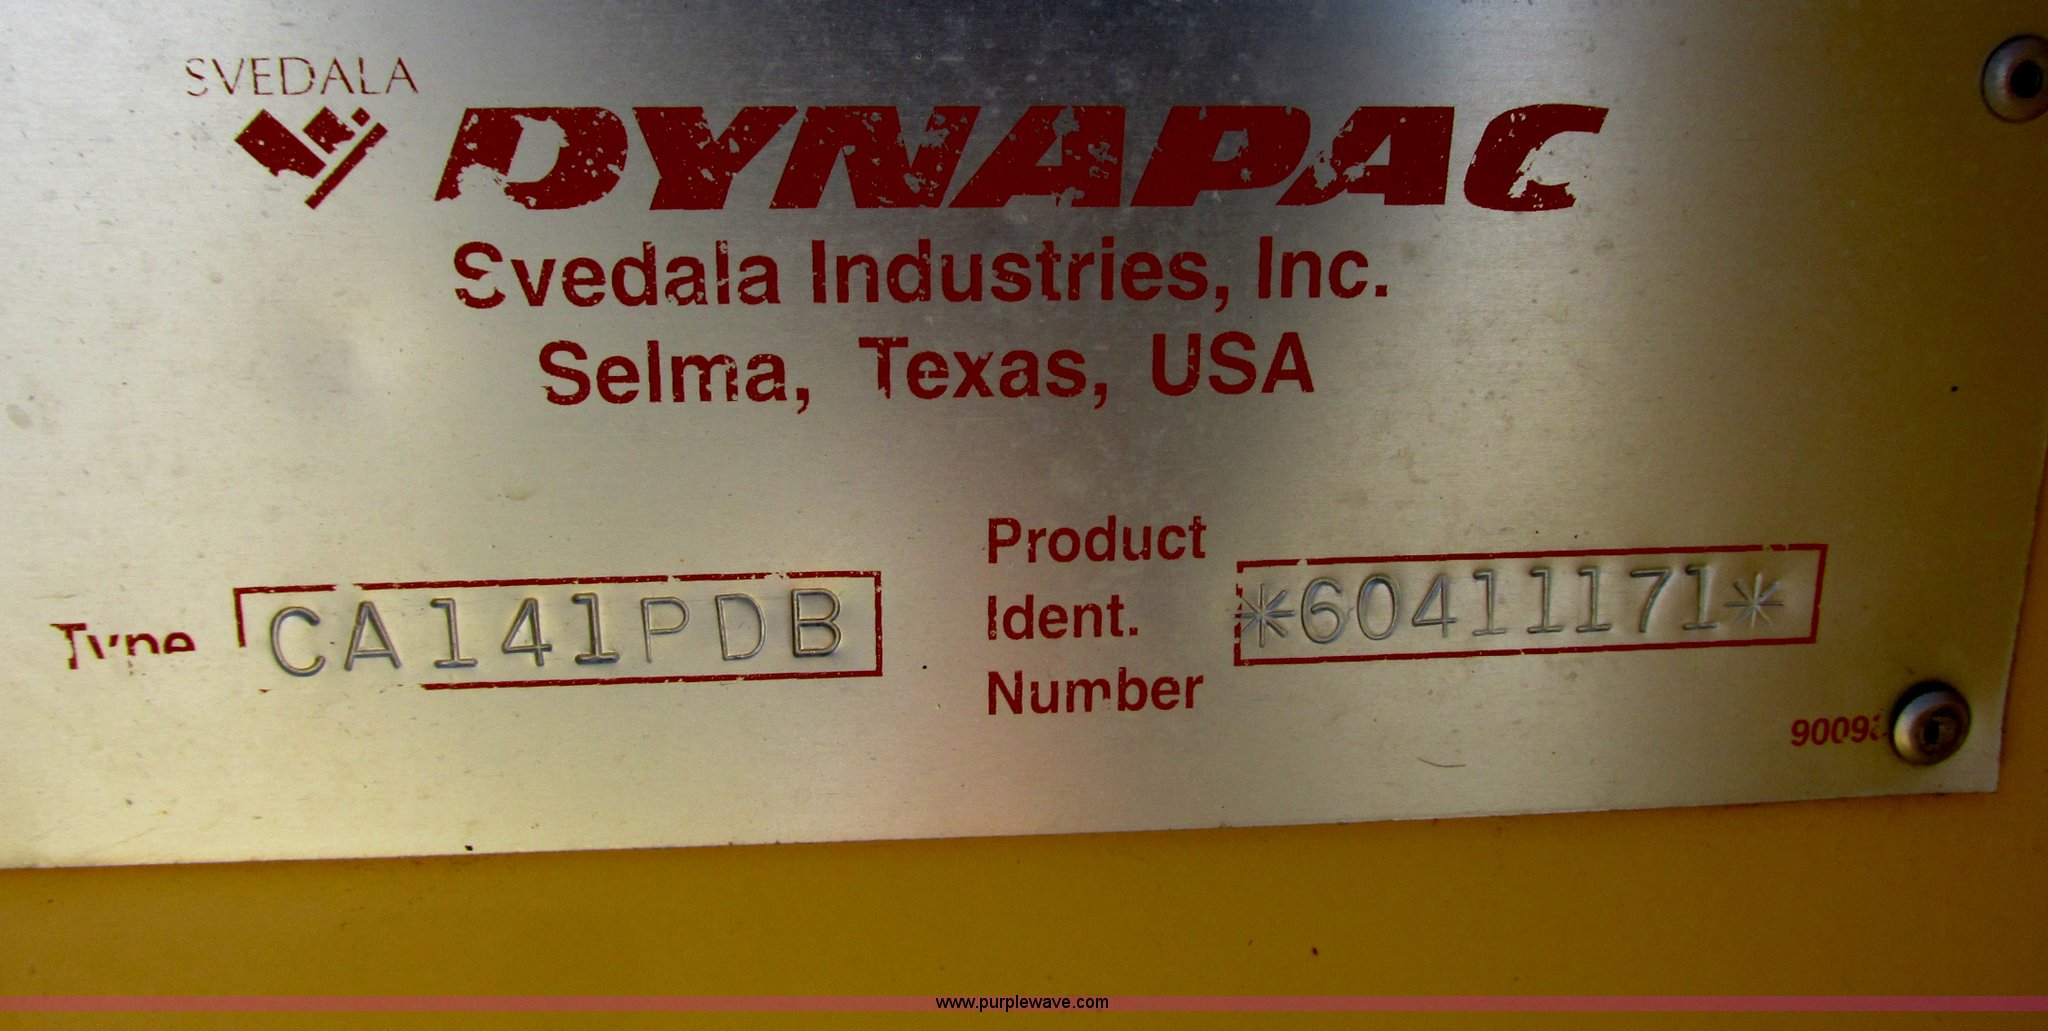 SVEDALA
DYNAPAC
Svedala Industries, Inc.
Selma, Texas, USA
Type CA141PDB
Product
Ident.
Number
*60411171*
www.purplewave.com